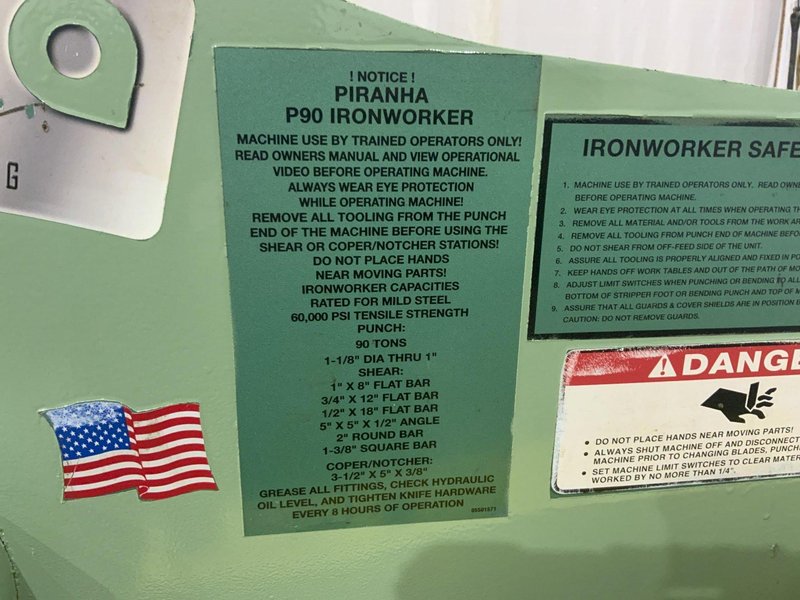 G
! NOTICE !
PIRANHA
P90 IRONWORKER
MACHINE USE BY TRAINED OPERATORS ONLY!
READ OWNERS MANUAL AND VIEW OPERATIONAL
VIDEO BEFORE OPERATING MACHINE.
ALWAYS WEAR EYE PROTECTION
WHILE OPERATING MACHINE!
REMOVE ALL TOOLING FROM THE PUNCH
END OF THE MACHINE BEFORE USING THE
SHEAR OR COPER/NOTCHER STATIONS!
DO NOT PLACE HANDS
NEAR MOVING PARTS!
IRONWORKER CAPACITIES
RATED FOR MILD STEEL
60,000 PSI TENSILE STRENGTH
PUNCH:
90 TONS
1-1/8" DIA THRU 1"
SHEAR:
1" X 8" FLAT BAR
3/4" X 12" FLAT BAR
1/2" X 18" FLAT BAR
5" X 5" X 1/2" ANGLE
2" ROUND BAR
1-3/8" SQUARE BAR
COPER/NOTCHER:
3-1/2" X 5" X 3/8"
GREASE ALL FITTINGS, CHECK HYDRAULIC
OIL LEVEL, AND TIGHTEN KNIFE HARDWARE
EVERY 8 HOURS OF OPERATION
IRONWORKER SAFE
1. MACHINE USE BY TRAINED OPERATORS ONLY. READ OWNE
BEFORE OPERATING MACHINE.
2. WEAR EYE PROTECTION AT ALL TIMES WHEN OPERATING TH
3. REMOVE ALL MATERIAL AND/OR TOOLS FROM THE WORK AR
4. REMOVE ALL TOOLING FROM PUNCH END OF MACHINE BEFO
5. DO NOT SHEAR FROM OFF-FEED SIDE OF THE UNIT.
6. ASSURE ALL TOOLING IS PROPERLY ALIGNED AND FIXED IN PO
7. KEEP HANDS OFF WORK TABLES AND OUT OF THE PATH OF MO
8. ADJUST LIMIT SWITCHES WHEN PUNCHING OR BENDING TO ALL
BOTTOM OF STRIPPER FOOT OR BENDING PUNCH AND TOP OF M
9. ASSURE THAT ALL GUARDS & COVER SHIELDS ARE IN POSITION B
CAUTION: DO NOT REMOVE GUARDS.
DANGE
• DO NOT PLACE HANDS NEAR MOVING PARTS!
• ALWAYS SHUT MACHINE OFF AND DISCONNECT
MACHINE PRIOR TO CHANGING BLADES, PUNCH
• SET MACHINE LIMIT SWITCHES TO CLEAR MATER
WORKED BY NO MORE THAN 1/4".